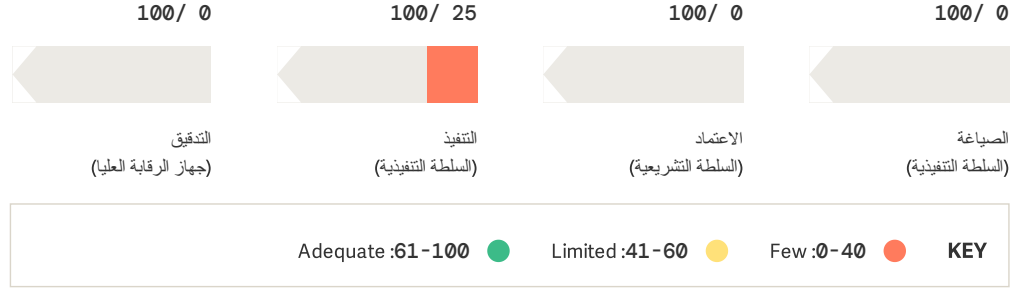 100/ 0
الصياغة
(السلطة التنفيذية)
100/ 0
الاعتماد
(السلطة التشريعية)
100/ 25
التنفيذ
(السلطة التنفيذية)
100/ 0
التدقيق
(جهاز الرقابة العليا)
KEY
Few :0-40
Limited :41-60
Adequate :61-100